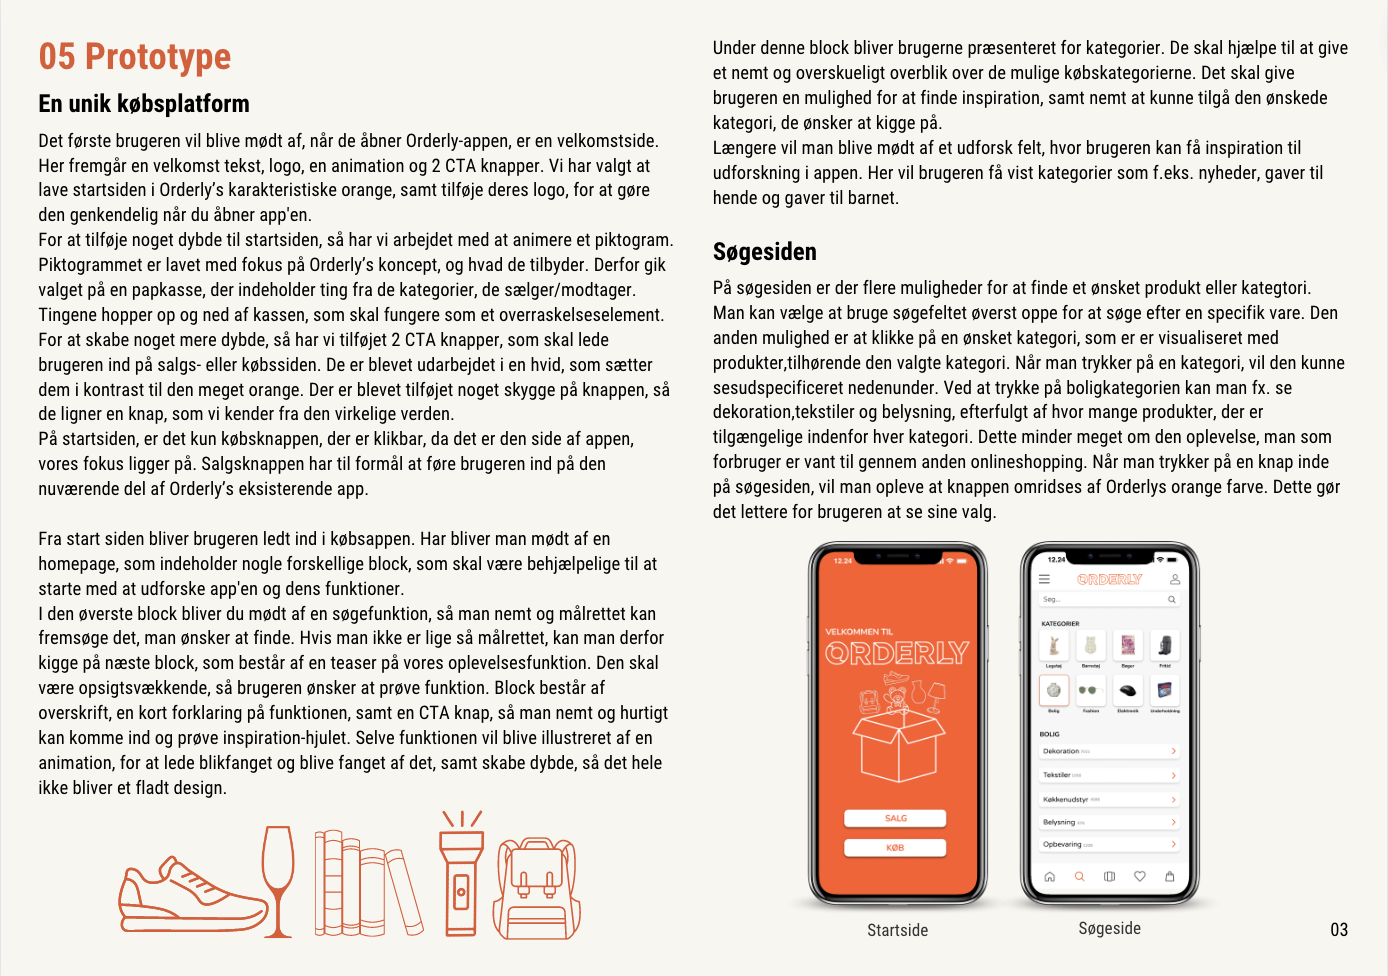 05 Prototype
En unik købsplatform
Det første brugeren vil blive mødt af, når de åbner Orderly-appen, er en velkomstside.
Her fremgår en velkomst tekst, logo, en animation og 2 CTA knapper. Vi har valgt at
lave startsiden i Orderly’s karakteristiske orange, samt tilføje deres logo, for at gøre
den genkendelig når du åbner app'en.
For at tilføje noget dybde til startsiden, så har vi arbejdet med at animere et piktogram.
Piktogrammet er lavet med fokus på Orderly’s koncept, og hvad de tilbyder. Derfor gik
valget på en papkasse, der indeholder ting fra de kategorier, de sælger/modtager.
Tingene hopper op og ned af kassen, som skal fungere som et overraskelseselement.
For at skabe noget mere dybde, så har vi tilføjet 2 CTA knapper, som skal lede
brugeren ind på salgs- eller købssiden. De er blevet udarbejdet i en hvid, som sætter
dem i kontrast til den meget orange. Der er blevet tilføjet noget skygge på knappen, så
de ligner en knap, som vi kender fra den virkelige verden.
På startsiden, er det kun købsknappen, der er klikbar, da det er den side af appen,
vores fokus ligger på. Salgsknappen har til formål at føre brugeren ind på den
nuværende del af Orderly’s eksisterende app.
Fra start siden bliver brugeren ledt ind i købsappen. Har bliver man mødt af en
homepage, som indeholder nogle forskellige block, som skal være behjælpelige til at
starte med at udforske app'en og dens funktioner.
I den øverste block bliver du mødt af en søgefunktion, så man nemt og målrettet kan
fremsøge det, man ønsker at finde. Hvis man ikke er lige så målrettet, kan man derfor
kigge på næste block, som består af en teaser på vores oplevelsesfunktion. Den skal
være opsigtsvækkende, så brugeren ønsker at prøve funktion. Block består af
overskrift, en kort forklaring på funktionen, samt en CTA knap, så man nemt og hurtigt
kan komme ind og prøve inspiration-hjulet. Selve funktionen vil blive illustreret af en
animation, for at lede blikfanget og blive fanget af det, samt skabe dybde, så det hele
ikke bliver et fladt design.
Under denne block bliver brugerne præsenteret for kategorier. De skal hjælpe til at give
et nemt og overskueligt overblik over de mulige købskategorierne. Det skal give
brugeren en mulighed for at finde inspiration, samt nemt at kunne tilgå den ønskede
kategori, de ønsker at kigge på.
Længere vil man blive mødt af et udforsk felt, hvor brugeren kan få inspiration til
udforskning i appen. Her vil brugeren få vist kategorier som f.eks. nyheder, gaver til
hende og gaver til barnet.
Søgesiden
På søgesiden er der flere muligheder for at finde et ønsket produkt eller kategtori.
Man kan vælge at bruge søgefeltet øverst oppe for at søge efter en specifik vare. Den
anden mulighed er at klikke på en ønsket kategori, som er er visualiseret med
produkter,tilhørende den valgte kategori. Når man trykker på en kategori, vil den kunne
sesudspecificeret nedenunder. Ved at trykke på boligkategorien kan man fx. se
dekoration,tekstiler og belysning, efterfulgt af hvor mange produkter, der er
tilgængelige indenfor hver kategori. Dette minder meget om den oplevelse, man som
forbruger er vant til gennem anden onlineshopping. Når man trykker på en knap inde
på søgesiden, vil man opleve at knappen omridses af Orderlys orange farve. Dette gør
det lettere for brugeren at se sine valg.
12.24
VELKOMMEN TIL
ORDERLY
SALG
KØB
Startside
12.24
ORDERLY
Søg...
KATEGORIER
Legetøj Børnetøj Bøger Fritid
Bolig Fashion Elektronik Underholdning
BOLIG
Dekoration
Tekstiler
Køkkenudstyr
Belysning
Opbevaring
Søgeside
03